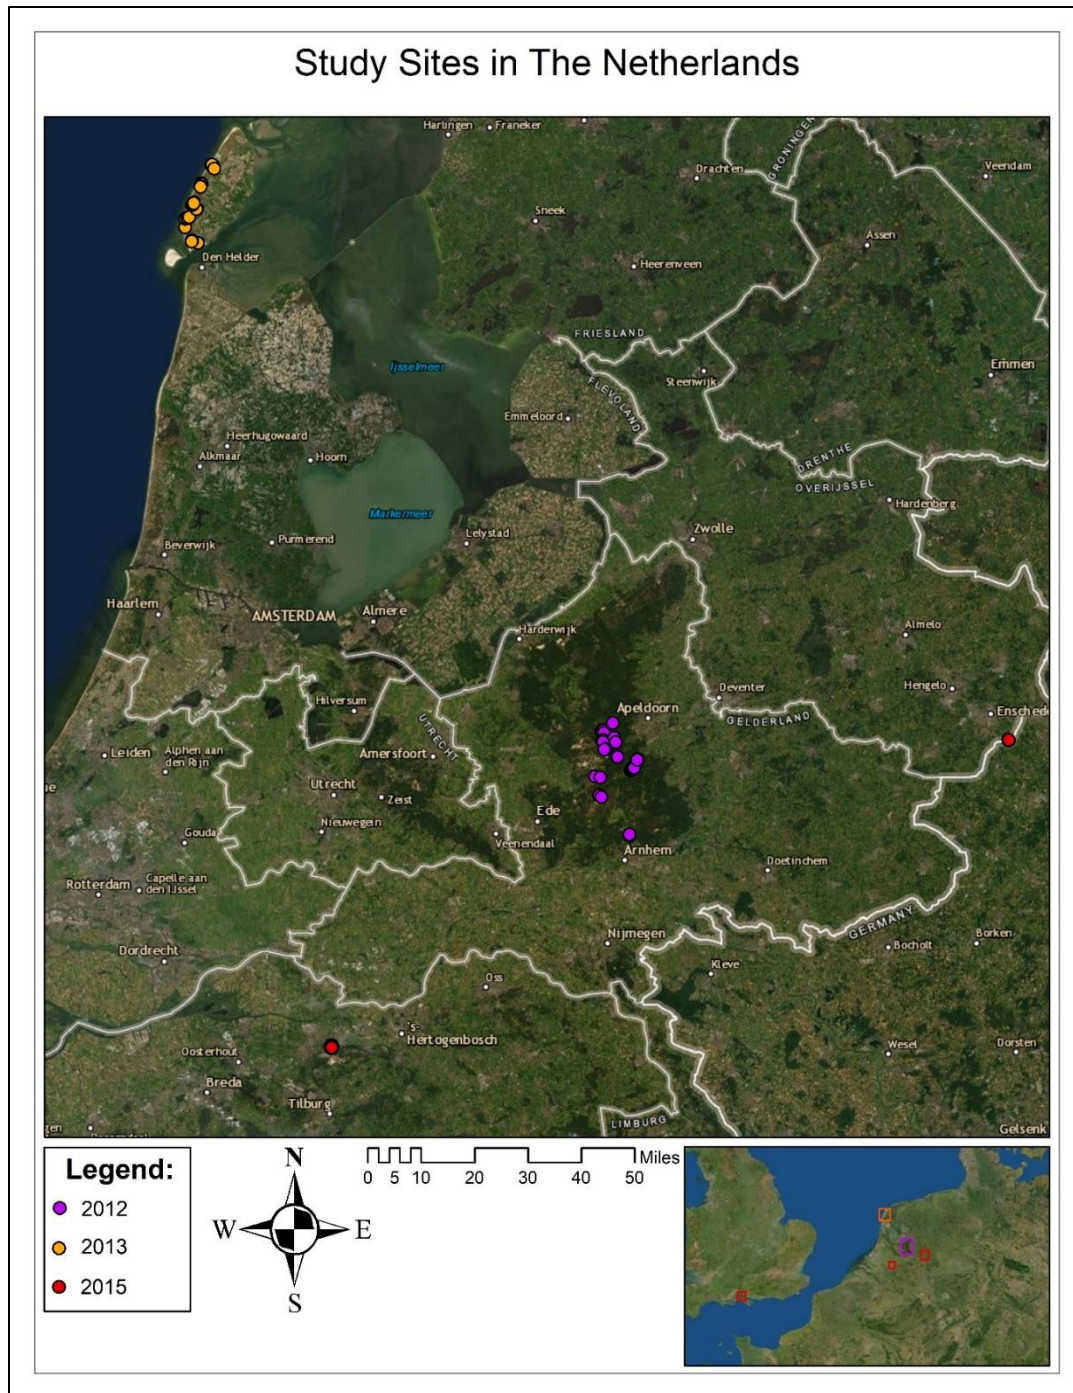 Study Sites in The Netherlands
Harlingen
Franeker
GRONINGEN
Veendam
Drachten
Sneek
Assen
Den Helder
Heerenveen
FRIESLAND
Ijsselmeer
Steenwijk
Emmen
FLEVOLAND
Emmeloord
Heerhugowaard
Alkmaar
Hoorn
DRENTHE
OVERIJSSEL
Hardenberg
Markermeer
Zwolle
Beverwijk
Purmerend
Lelystad
Haarlem
AMSTERDAM
Almere
Harderwijk
Almelo
Hilversum
Deventer
Hengelo
Apeldoorn
GELDERLAND
Enschede
UTRECHT
Leiden
Alphen aan
den Rijn
Amersfoort
ue
Utrecht
Zeist
Ede
Gouda
Nieuwegein
Veenendaal
Arnhem
Doetinchem
Rotterdam
Capelle aan
den IJssel
GERMANY
Dordrecht
Nijmegen
Borken
Bocholt
Kleve
Oss
's-
Hertogenbosch
Oosterhout
Wesel
Dorsten
Breda
Tilburg
LIMBURG
Gelsenk
gen
Legend:
2012
2013
2015
N
W E
S
Miles
0 5 10 20 30 40 50